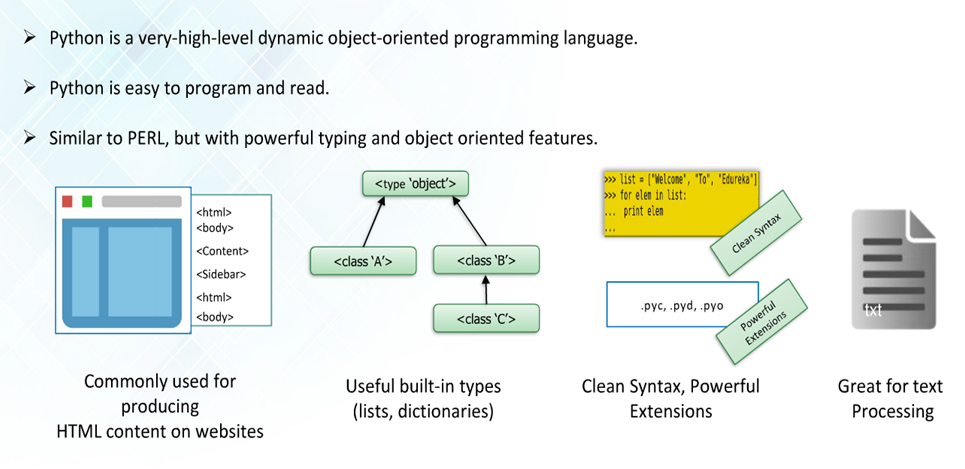 ➢ Python is a very-high-level dynamic object-oriented programming language.
➢ Python is easy to program and read.
➢ Similar to PERL, but with powerful typing and object oriented features.
<html>
<body>
<Content>
<Sidebar>
<html>
<body>
Commonly used for
producing
HTML content on websites
<type 'object'>
<class 'A'>
<class 'B'>
<class 'C'>
Useful built-in types
(lists, dictionaries)
>>> list = ["Welcome", "To", "Edureka"]
>>> for elem in list:
... print elem
...
Clean Syntax
.pyc, .pyd, .pyo
Powerful
Extensions
Clean Syntax, Powerful
Extensions
txt
Great for text
Processing